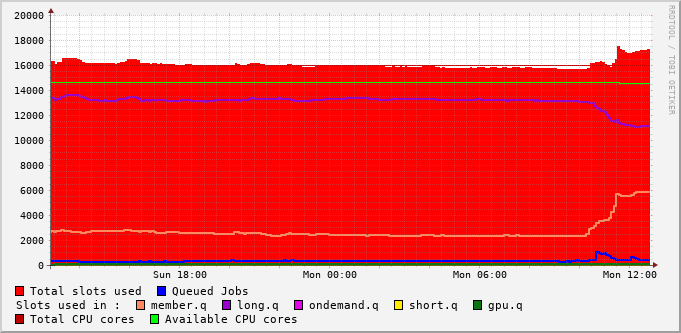 20000
18000
16000
14000
12000
10000
8000
6000
4000
2000
0
Sun 18:00 Mon 00:00 Mon 06:00 Mon 12:00
Total slots used Queued Jobs
Slots used in : member.q long.q ondemand.q short.q gpu.q
Total CPU cores Available CPU cores
RRDTOOL / TOBI OETIKER